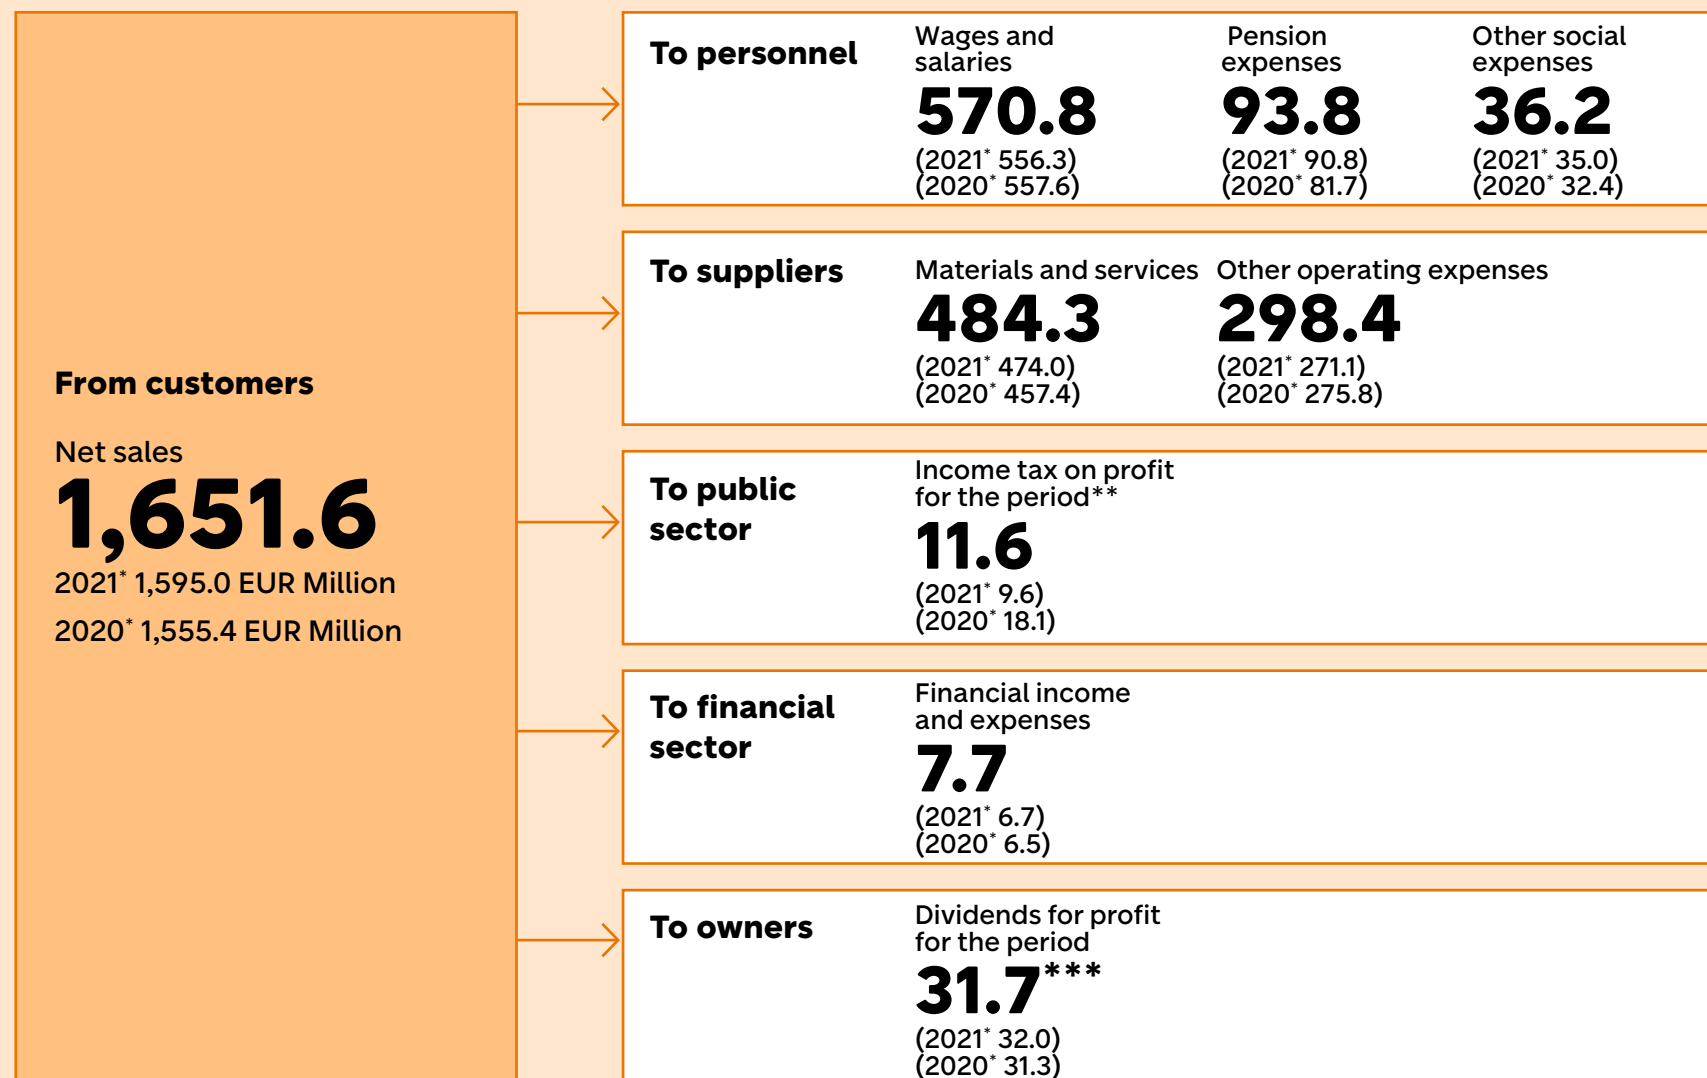 From customers
Net sales
1,651.6
2021* 1,595.0 EUR Million
2020* 1,555.4 EUR Million
To personnel
Wages and
salaries
570.8
(2021* 556.3)
(2020* 557.6)
Pension
expenses
93.8
(2021* 90.8)
(2020* 81.7)
Other social
expenses
36.2
(2021* 35.0)
(2020* 32.4)
To suppliers
Materials and services
484.3
(2021* 474.0)
(2020* 457.4)
Other operating expenses
298.4
(2021* 271.1)
(2020* 275.8)
To public
sector
Income tax on profit
for the period**
11.6
(2021* 9.6)
(2020* 18.1)
To financial
sector
Financial income
and expenses
7.7
(2021* 6.7)
(2020* 6.5)
To owners
Dividends for profit
for the period
31.7***
(2021* 32.0)
(2020* 31.3)